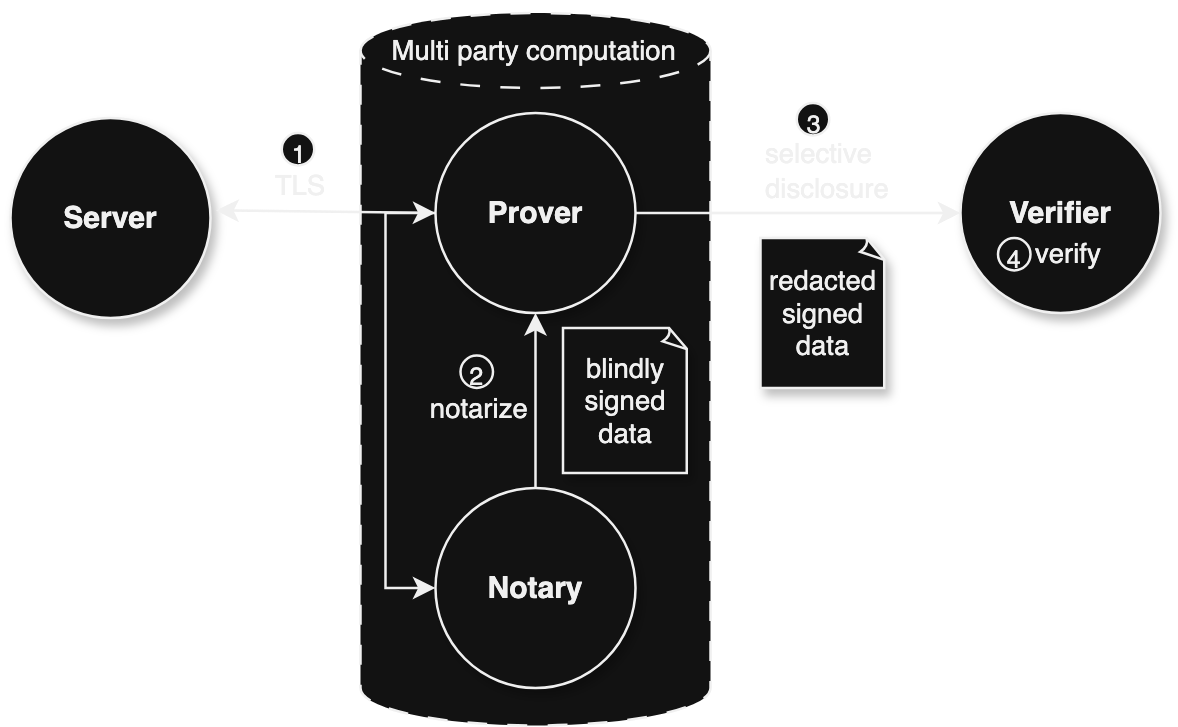 Multi party computation
Server
1
TLS
Prover
3
selective
disclosure
Verifier
4 verify
redacted
signed
data
2
notarize
blindly
signed
data
Notary